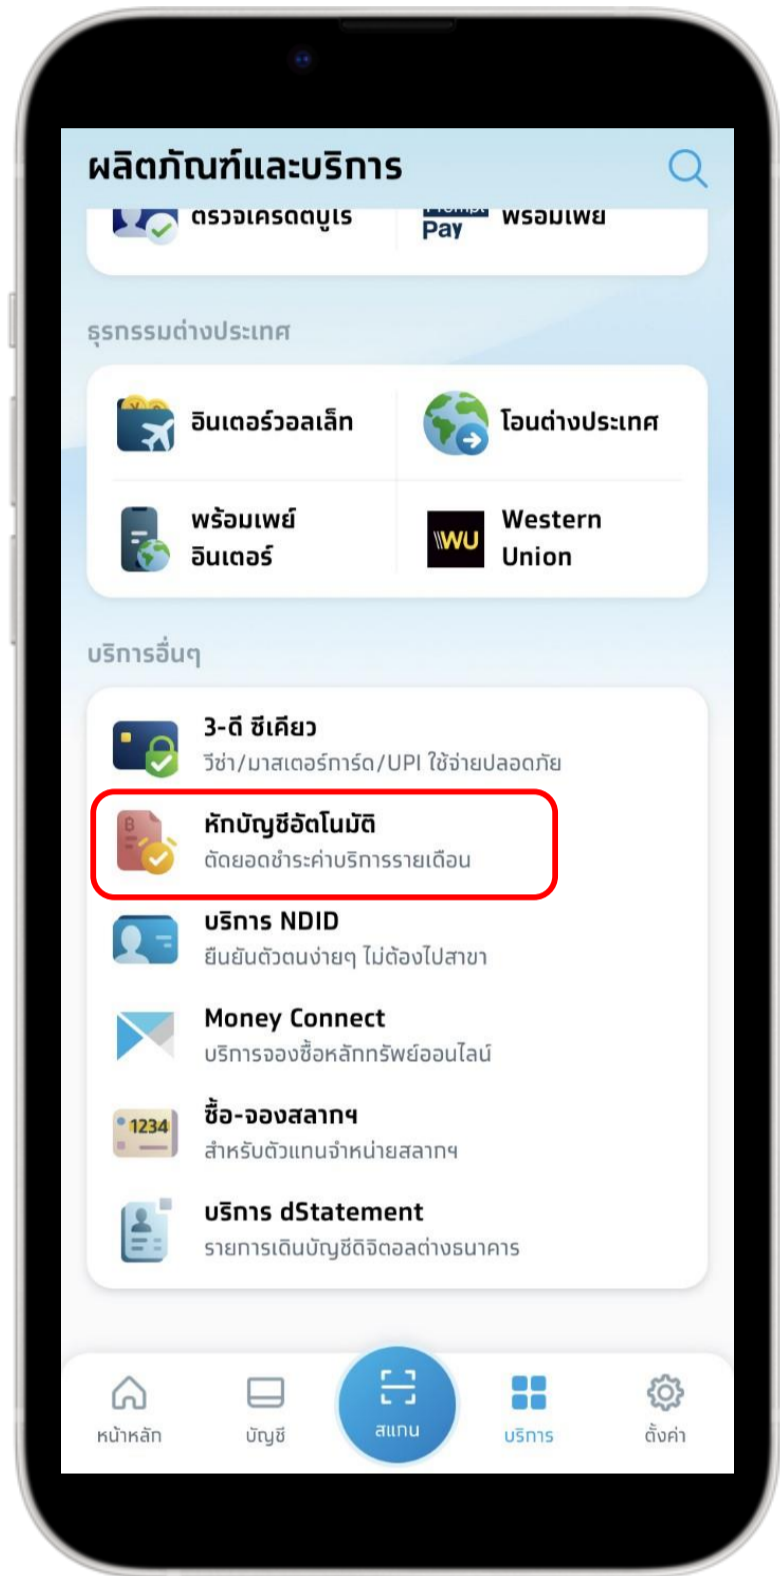 ผลิตภัณฑ์และบริการ
ตรวจเครดิตบูโร
Prompt
Pay
พร้อมเพย์
ธุรกรรมต่างประเทศ
อินเตอร์วอลเล็ท
โอนต่างประเทศ
พร้อมเพย์
อินเตอร์
WU
Western
Union
บริการอื่นๆ
3-ดี ซีเคียว
วีซ่า/มาสเตอร์การ์ด/UPI ใช้จ่ายปลอดภัย
฿
หักบัญชีอัตโนมัติ
ตัดยอดชำระค่าบริการรายเดือน
บริการ NDID
ยืนยันตัวตนง่ายๆ ไม่ต้องไปสาขา
Money Connect
บริการจองซื้อหลักทรัพย์ออนไลน์
1234
ซื้อ-จองสลากฯ
สำหรับตัวแทนจำหน่ายสลากฯ
บริการ dStatement
รายการเดินบัญชีดิจิตอลต่างธนาคาร
หน้าหลัก
บัญชี
สแกน
บริการ
ตั้งค่า